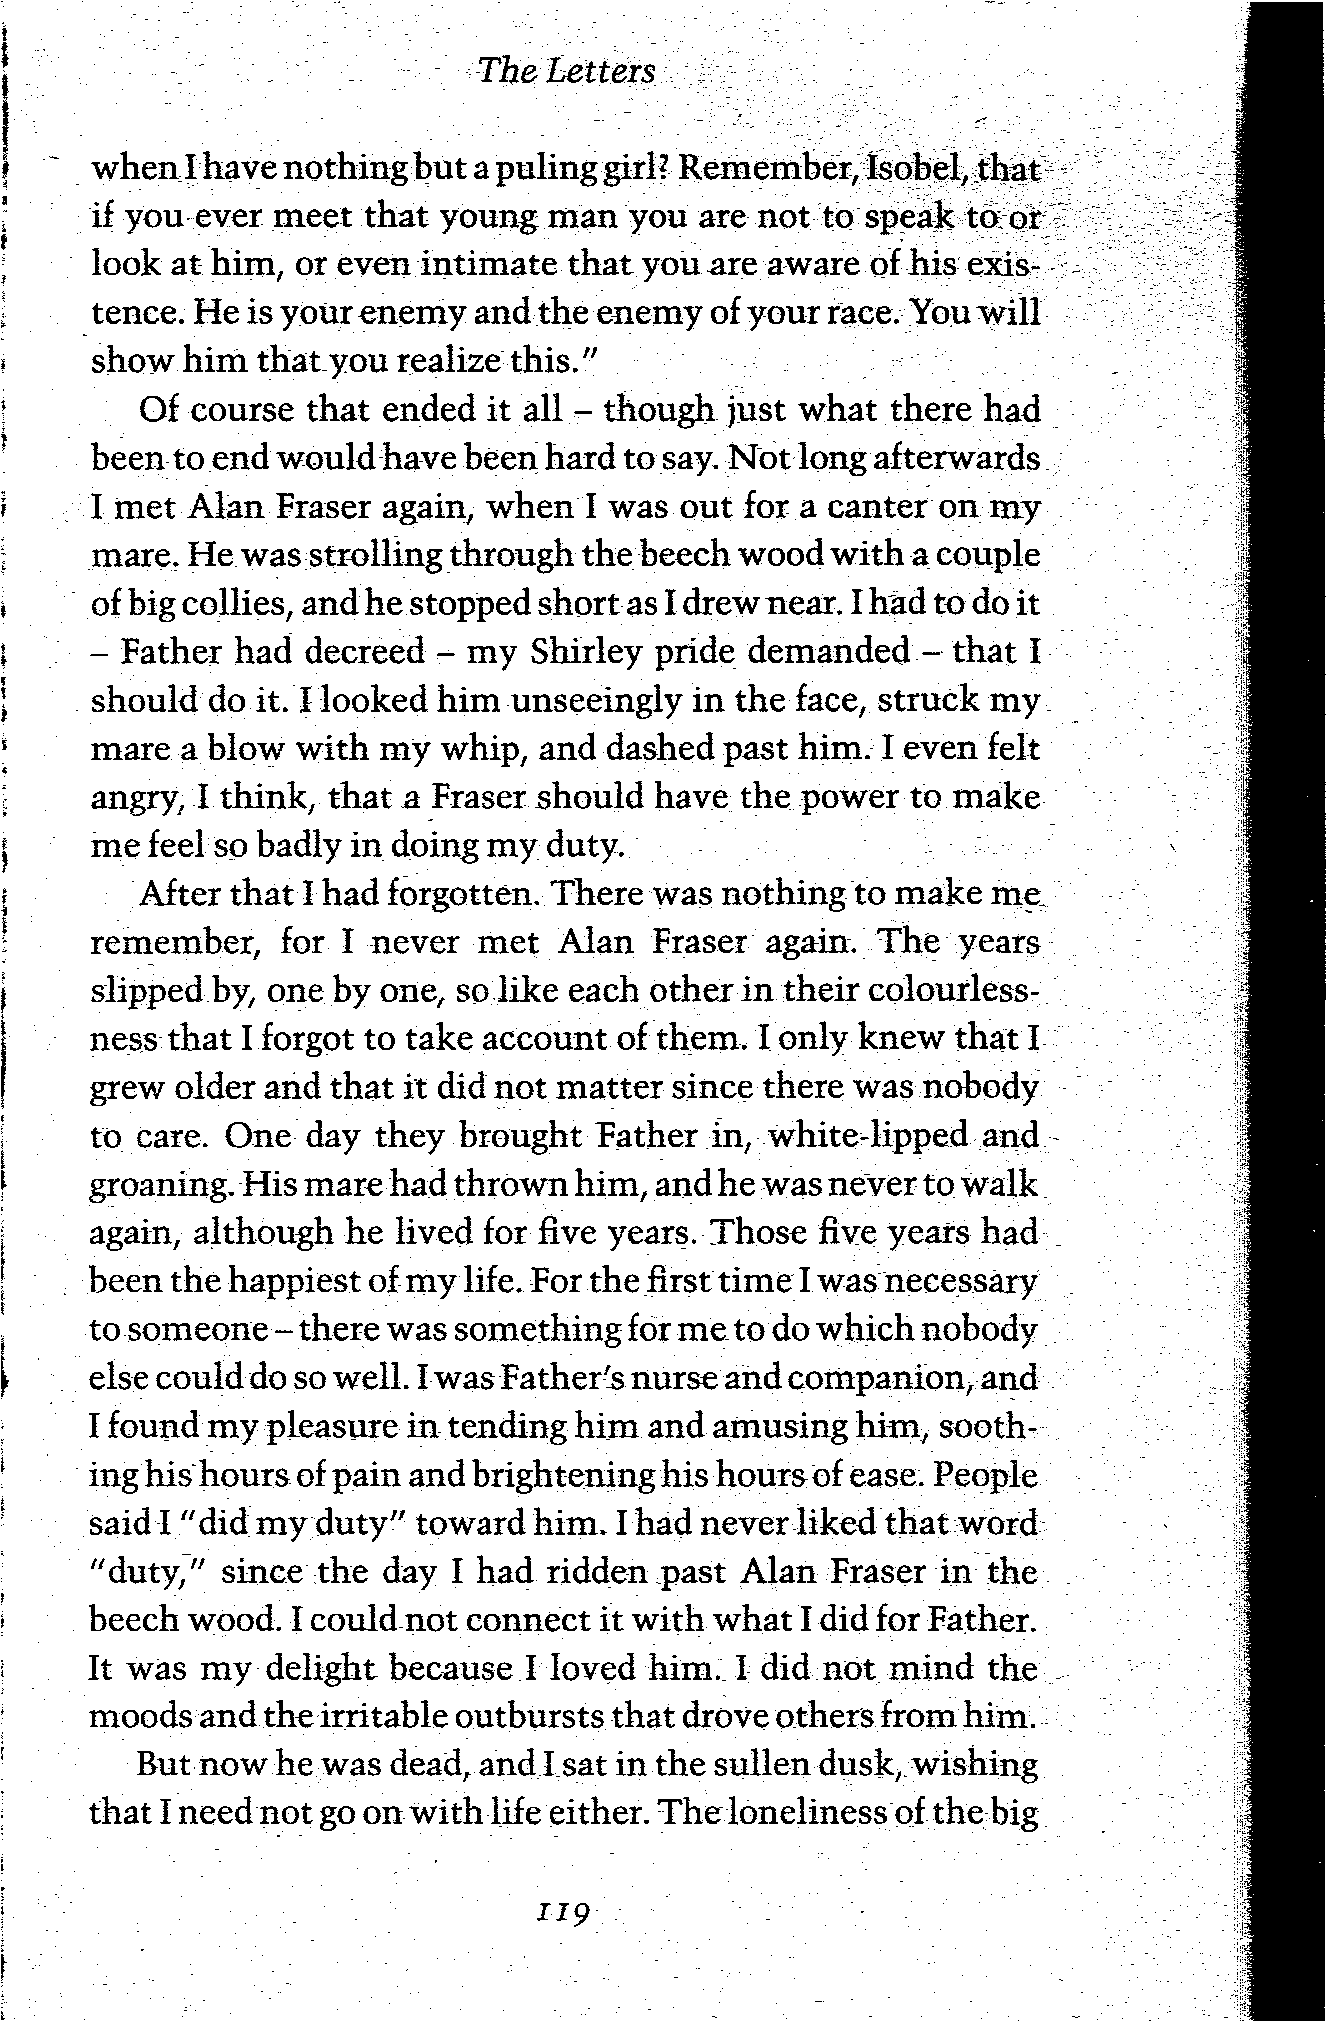 The Letters
when I have nothing but a puling girl? Remember, Isobel, that
if you ever meet that young man you are not to speak to or
look at him, or even intimate that you are aware of his exis-
tence. He is your enemy and the enemy of your race. You will
show him that you realize this."
Of course that ended it all – though just what there had
been to end would have been hard to say. Not long afterwards
I met Alan Fraser again, when I was out for a canter on my
mare. He was strolling through the beech wood with a couple
of big collies, and he stopped short as I drew near. I had to do it
– Father had decreed – my Shirley pride demanded – that I
should do it. I looked him unseeingly in the face, struck my
mare a blow with my whip, and dashed past him. I even felt
angry, I think, that a Fraser should have the power to make
me feel so badly in doing my duty.
After that I had forgotten. There was nothing to make me
remember, for I never met Alan Fraser again. The years
slipped by, one by one, so like each other in their colourless-
ness that I forgot to take account of them. I only knew that I
grew older and that it did not matter since there was nobody
to care. One day they brought Father in, white-lipped and
groaning. His mare had thrown him, and he was never to walk
again, although he lived for five years. Those five years had
been the happiest of my life. For the first time I was necessary
to someone – there was something for me to do which nobody
else could do so well. I was Father's nurse and companion, and
I found my pleasure in tending him and amusing him, sooth-
ing his hours of pain and brightening his hours of ease. People
said I "did my duty" toward him. I had never liked that word
"duty," since the day I had ridden past Alan Fraser in the
beech wood. I could not connect it with what I did for Father.
It was my delight because I loved him. I did not mind the
moods and the irritable outbursts that drove others from him.
But now he was dead, and I sat in the sullen dusk, wishing
that I need not go on with life either. The loneliness of the big
119